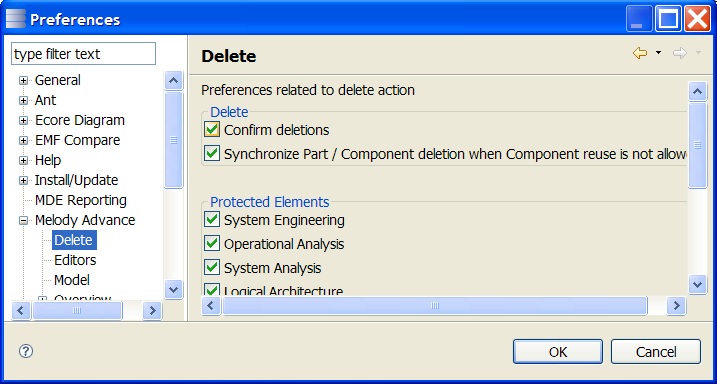 Preferences
type filter text
General
Ant
Ecore Diagram
EMF Compare
Help
Install/Update
MDE Reporting
Melody Advance
Delete
Editors
Model
Overview
Delete
Preferences related to delete action
Delete
Confirm deletions
Synchronize Part / Component deletion when Component reuse is not allowe
Protected Elements
System Engineering
Operational Analysis
System Analysis
Logical Architecture
?
OK
Cancel